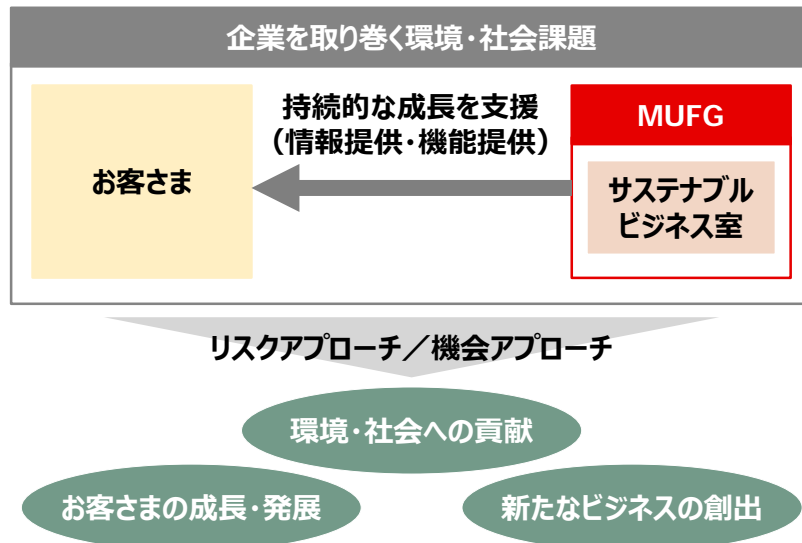 企業を取り巻く環境・社会課題
お客さま
持続的な成長を支援
（情報提供・機能提供）
MUFG
サステナブル
ビジネス室
リスクアプローチ／機会アプローチ
環境・社会への貢献
お客さまの成長・発展
新たなビジネスの創出